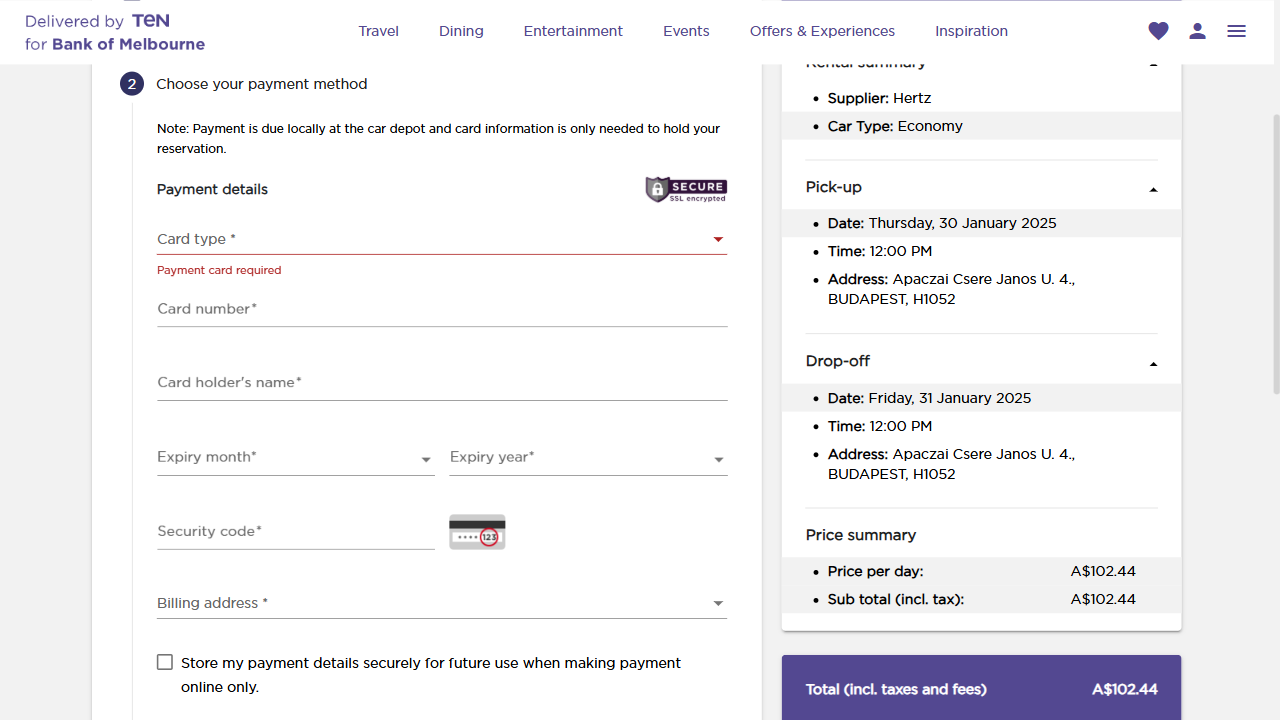 Delivered by TEN
for Bank of Melbourne
Travel
Dining
Entertainment
Events
Offers & Experiences
Inspiration
2 Choose your payment method
Note: Payment is due locally at the car depot and card information is only needed to hold your
reservation.
Payment details
SECURE
SSL encrypted
Card type *
Payment card required
Card number*
Card holder's name*
Expiry month*
Expiry year*
Security code*
123
Billing address *
Store my payment details securely for future use when making payment
online only.
Rental summary
Supplier: Hertz
Car Type: Economy
Pick-up
Date: Thursday, 30 January 2025
Time: 12:00 PM
Address: Apaczai Csere Janos U. 4.,
BUDAPEST, H1052
Drop-off
Date: Friday, 31 January 2025
Time: 12:00 PM
Address: Apaczai Csere Janos U. 4.,
BUDAPEST, H1052
Price summary
Price per day: A$102.44
Sub total (incl. tax): A$102.44
Total (incl. taxes and fees) A$102.44